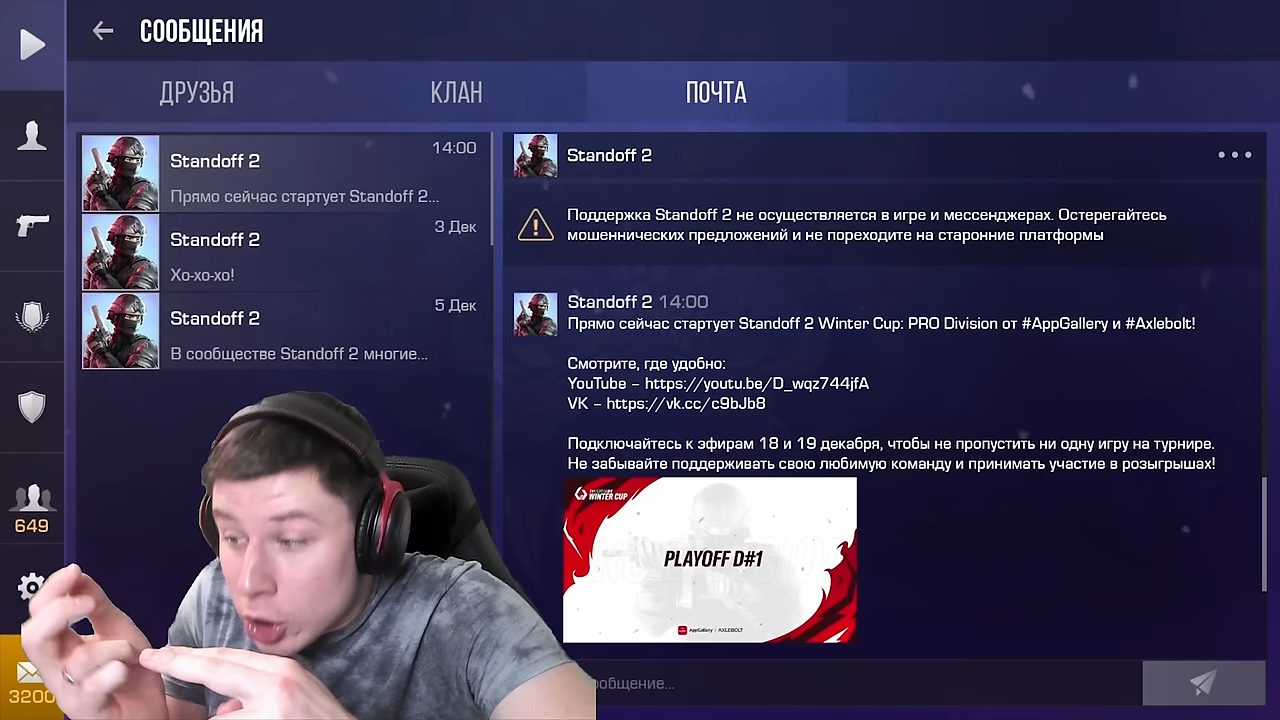 СООБЩЕНИЯ
ДРУЗЬЯ
КЛАН
ПОЧТА
Standoff 2
14:00
Прямо сейчас стартует Standoff 2...
Standoff 2
3 Дек
Хо-хо-хо!
Standoff 2
5 Дек
В сообществе Standoff 2 многие...
649
3200
Standoff 2
Поддержка Standoff 2 не осуществляется в игре и мессенджерах. Остерегайтесь
мошеннических предложений и не пореходите на старонние платформы
Standoff 2 14:00
Прямо сейчас стартует Standoff 2 Winter Cup: PRO Division от #AppGallery и #Axlebolt!
Смотрите, где удобно:
YouTube – https://youtu.be/D_wqz744jfA
VK – https://vk.cc/c9bJb8
Подключайтесь к эфирам 18 и 19 декабря, чтобы не пропустить ни одну игру на турнире.
Не забывайте поддерживать свою любимую команду и принимать участие в розыгрышах!
WINTER CUP
PLAYOFF D#1
AppGallery | AXLEBOLT
ообщение...